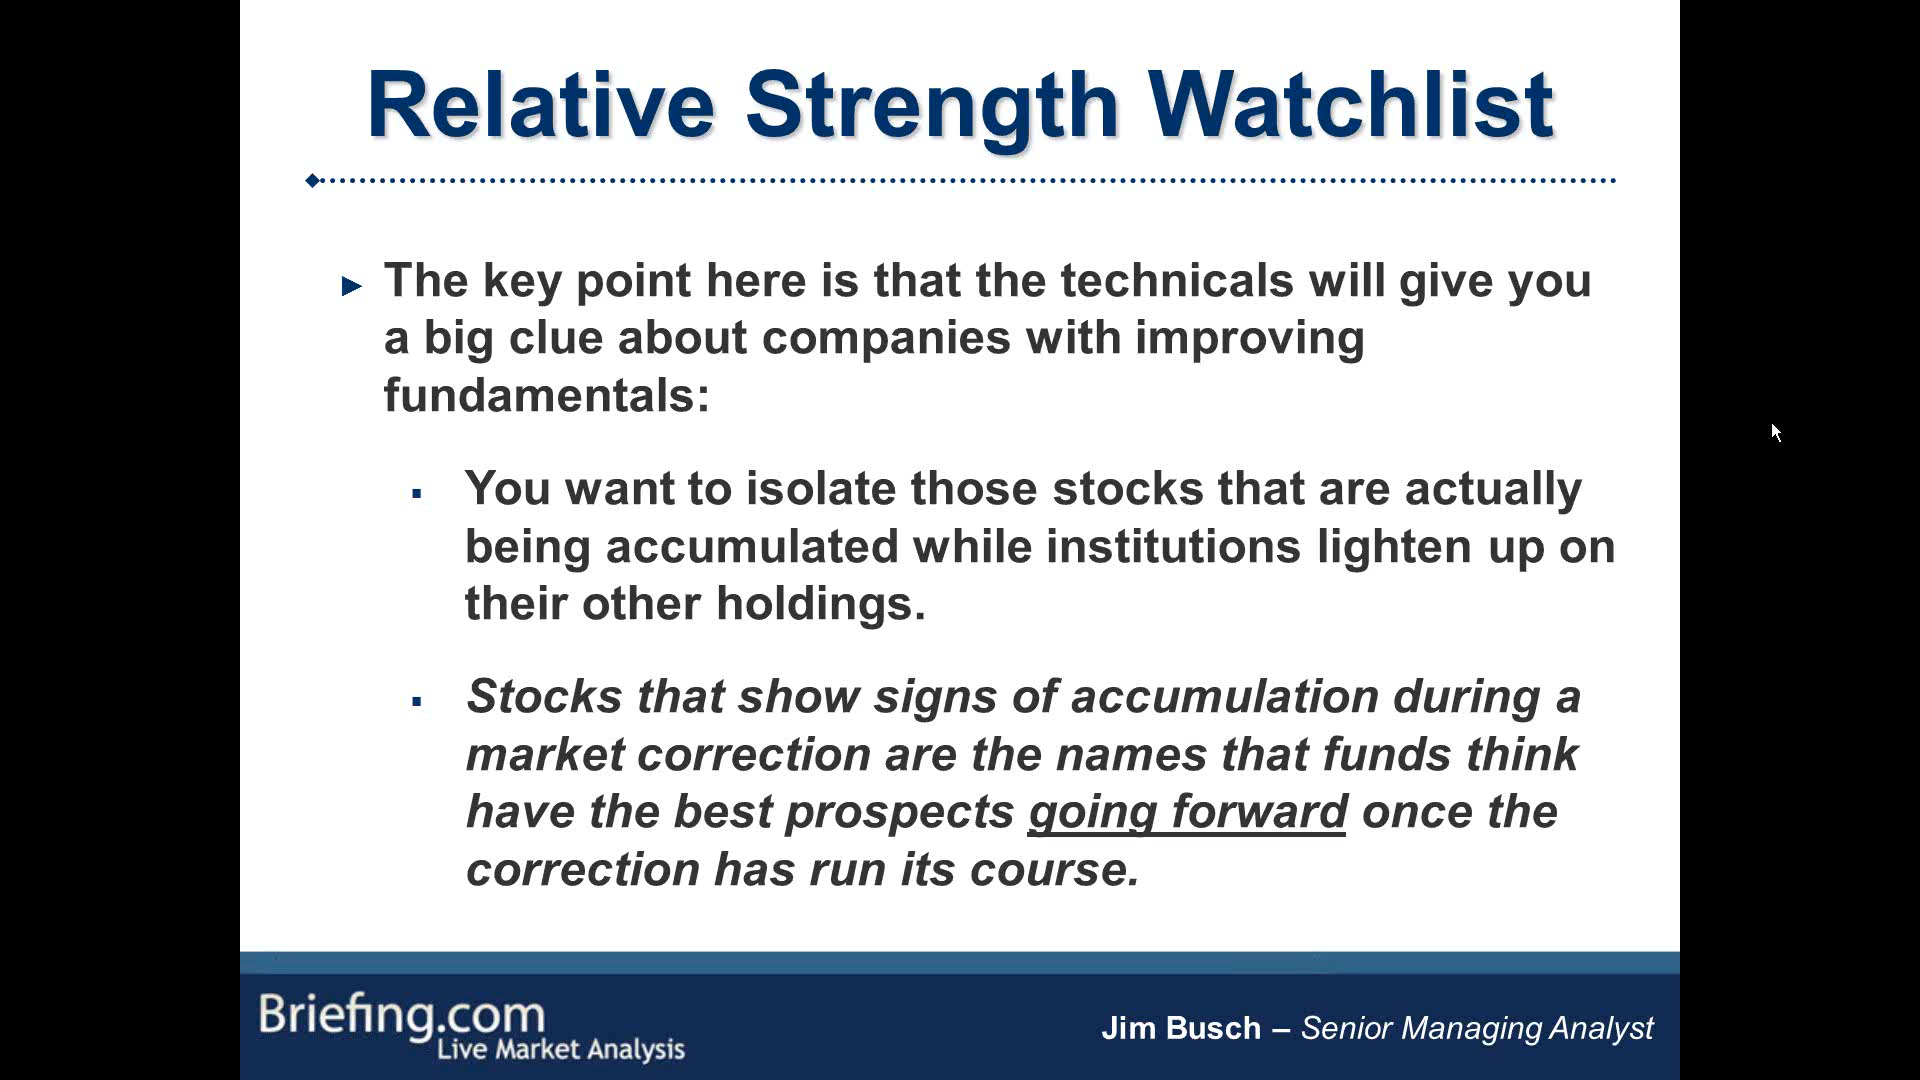 Relative Strength Watchlist
The key point here is that the technicals will give you
a big clue about companies with improving
fundamentals:
You want to isolate those stocks that are actually
being accumulated while institutions lighten up on
their other holdings.
Stocks that show signs of accumulation during a
market correction are the names that funds think
have the best prospects going forward once the
correction has run its course.
Briefing.com
Live Market Analysis
Jim Busch – Senior Managing Analyst